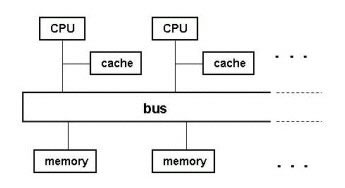 CPU
CPU
cache
cache
. . .
bus
memory
memory
. . .